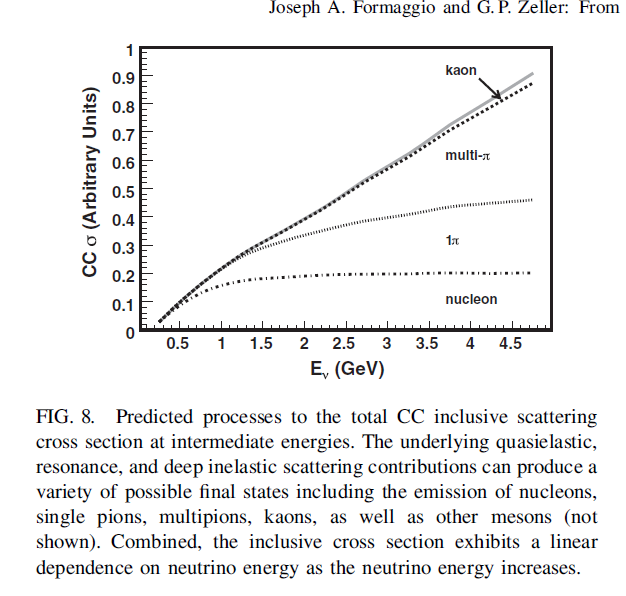 Joseph A. Formaggio and G. P. Zeller: From
1
0.9
0.8
0.7
0.6
0.5
0.4
0.3
0.2
0.1
0
CC σ (Arbitrary Units)
kaon
multi-π
1π
nucleon
0.5 1 1.5 2 2.5 3 3.5 4 4.5
Eν (GeV)
FIG. 8. Predicted processes to the total CC inclusive scattering
cross section at intermediate energies. The underlying quasielastic,
resonance, and deep inelastic scattering contributions can produce a
variety of possible final states including the emission of nucleons,
single pions, multipions, kaons, as well as other mesons (not
shown). Combined, the inclusive cross section exhibits a linear
dependence on neutrino energy as the neutrino energy increases.